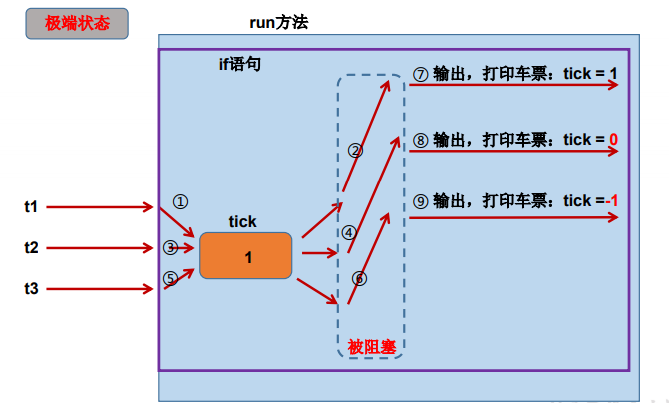 极端状态
run方法
if语句
⑦ 输出，打印车票：tick = 1
②
⑧ 输出，打印车票：tick = 0
t1
①
⑨ 输出，打印车票：tick =-1
tick
④
t2
③
1
t3
⑤
⑥
被阻塞